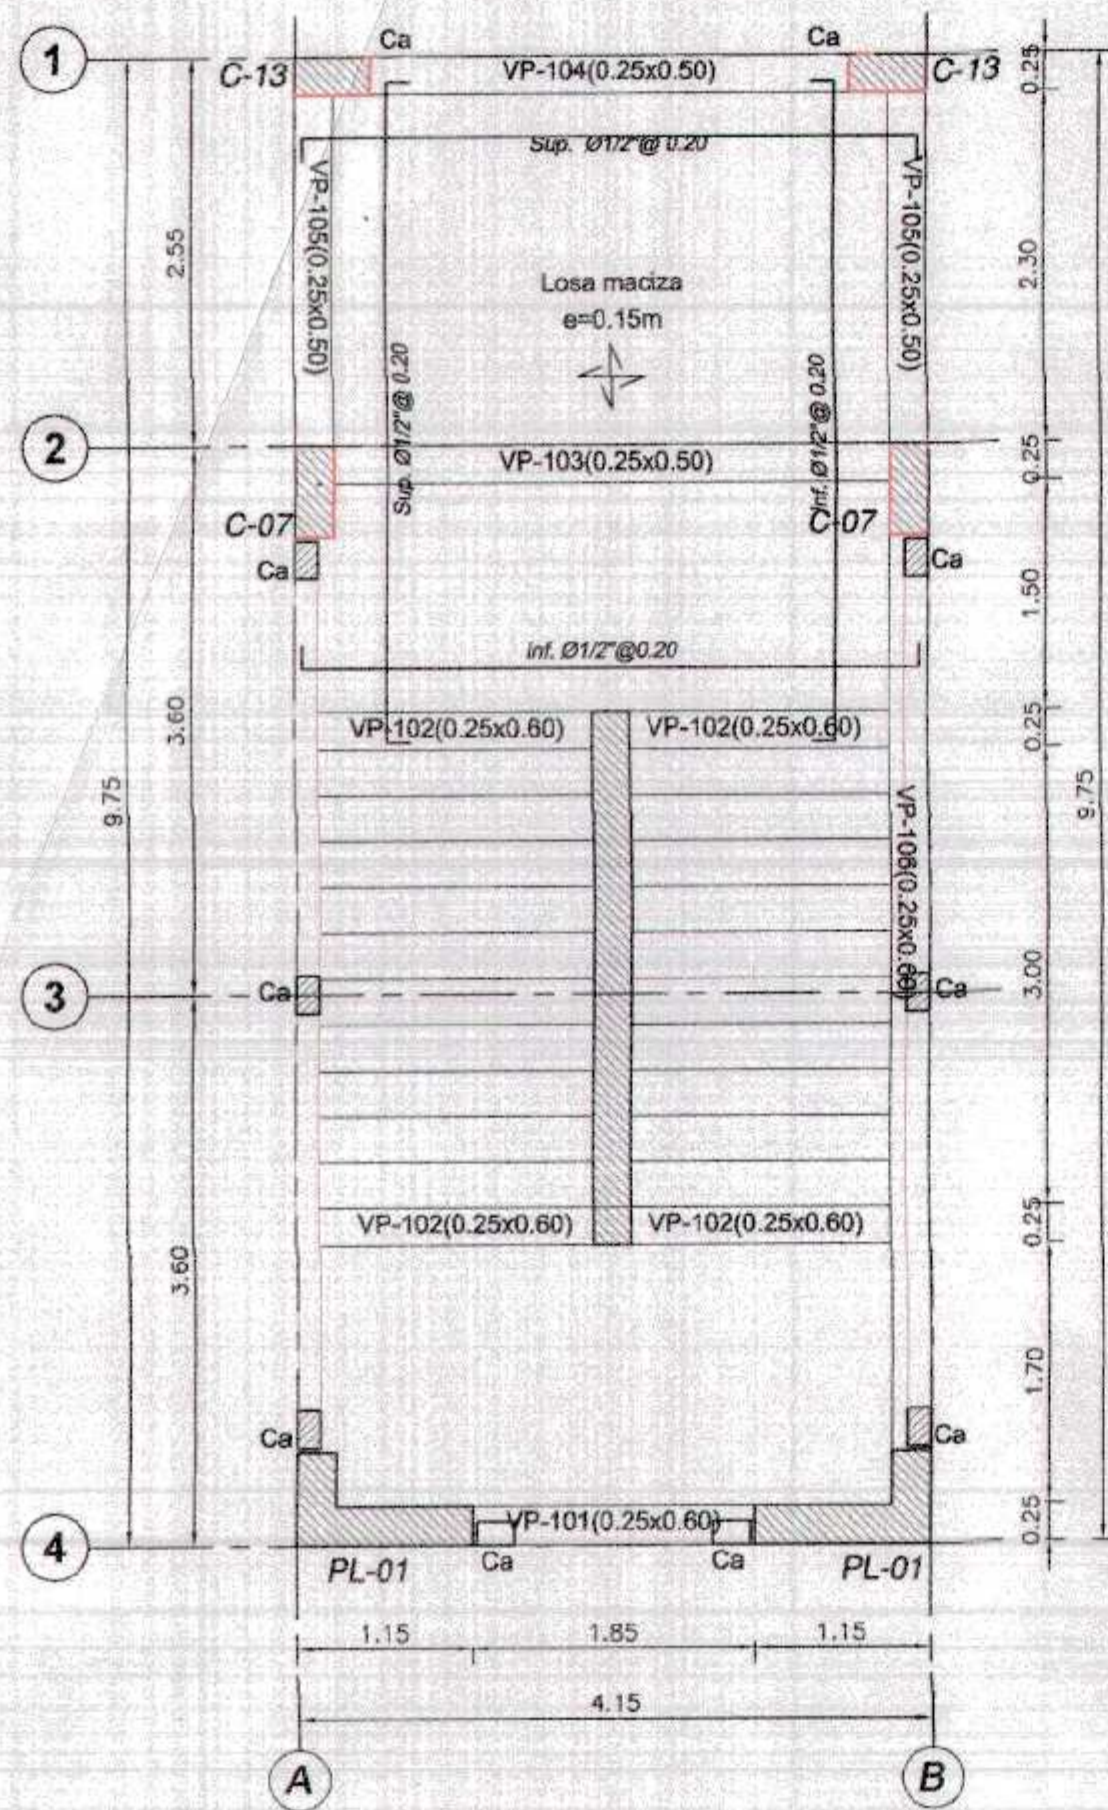 Ca
Ca
1
C-13
VP-104(0.25x0.50)
C-13
0.25
Sup. Ø1/2"@ 0.20
VP-105(0.25x0.50)
VP-105(0.25x0.50)
2.55
2.30
Losa maciza
e=0.15m
Sup. Ø1/2"@ 0.20
Inf. Ø1/2"@ 0.20
2
VP-103(0.25x0.50)
0.25
C-07
C-07
Ca
Ca
1.50
inf. Ø1/2"@0.20
VP-102(0.25x0.60)
VP-102(0.25x0.60)
0.25
3.60
9.75
9.75
VP-106(0.25x0.60)
3
Ca
Ca
3.00
VP-102(0.25x0.60)
VP-102(0.25x0.60)
0.25
3.60
1.70
Ca
Ca
4
VP-101(0.25x0.60)
0.25
PL-01
Ca
Ca
PL-01
1.15
1.85
1.15
4.15
A
B